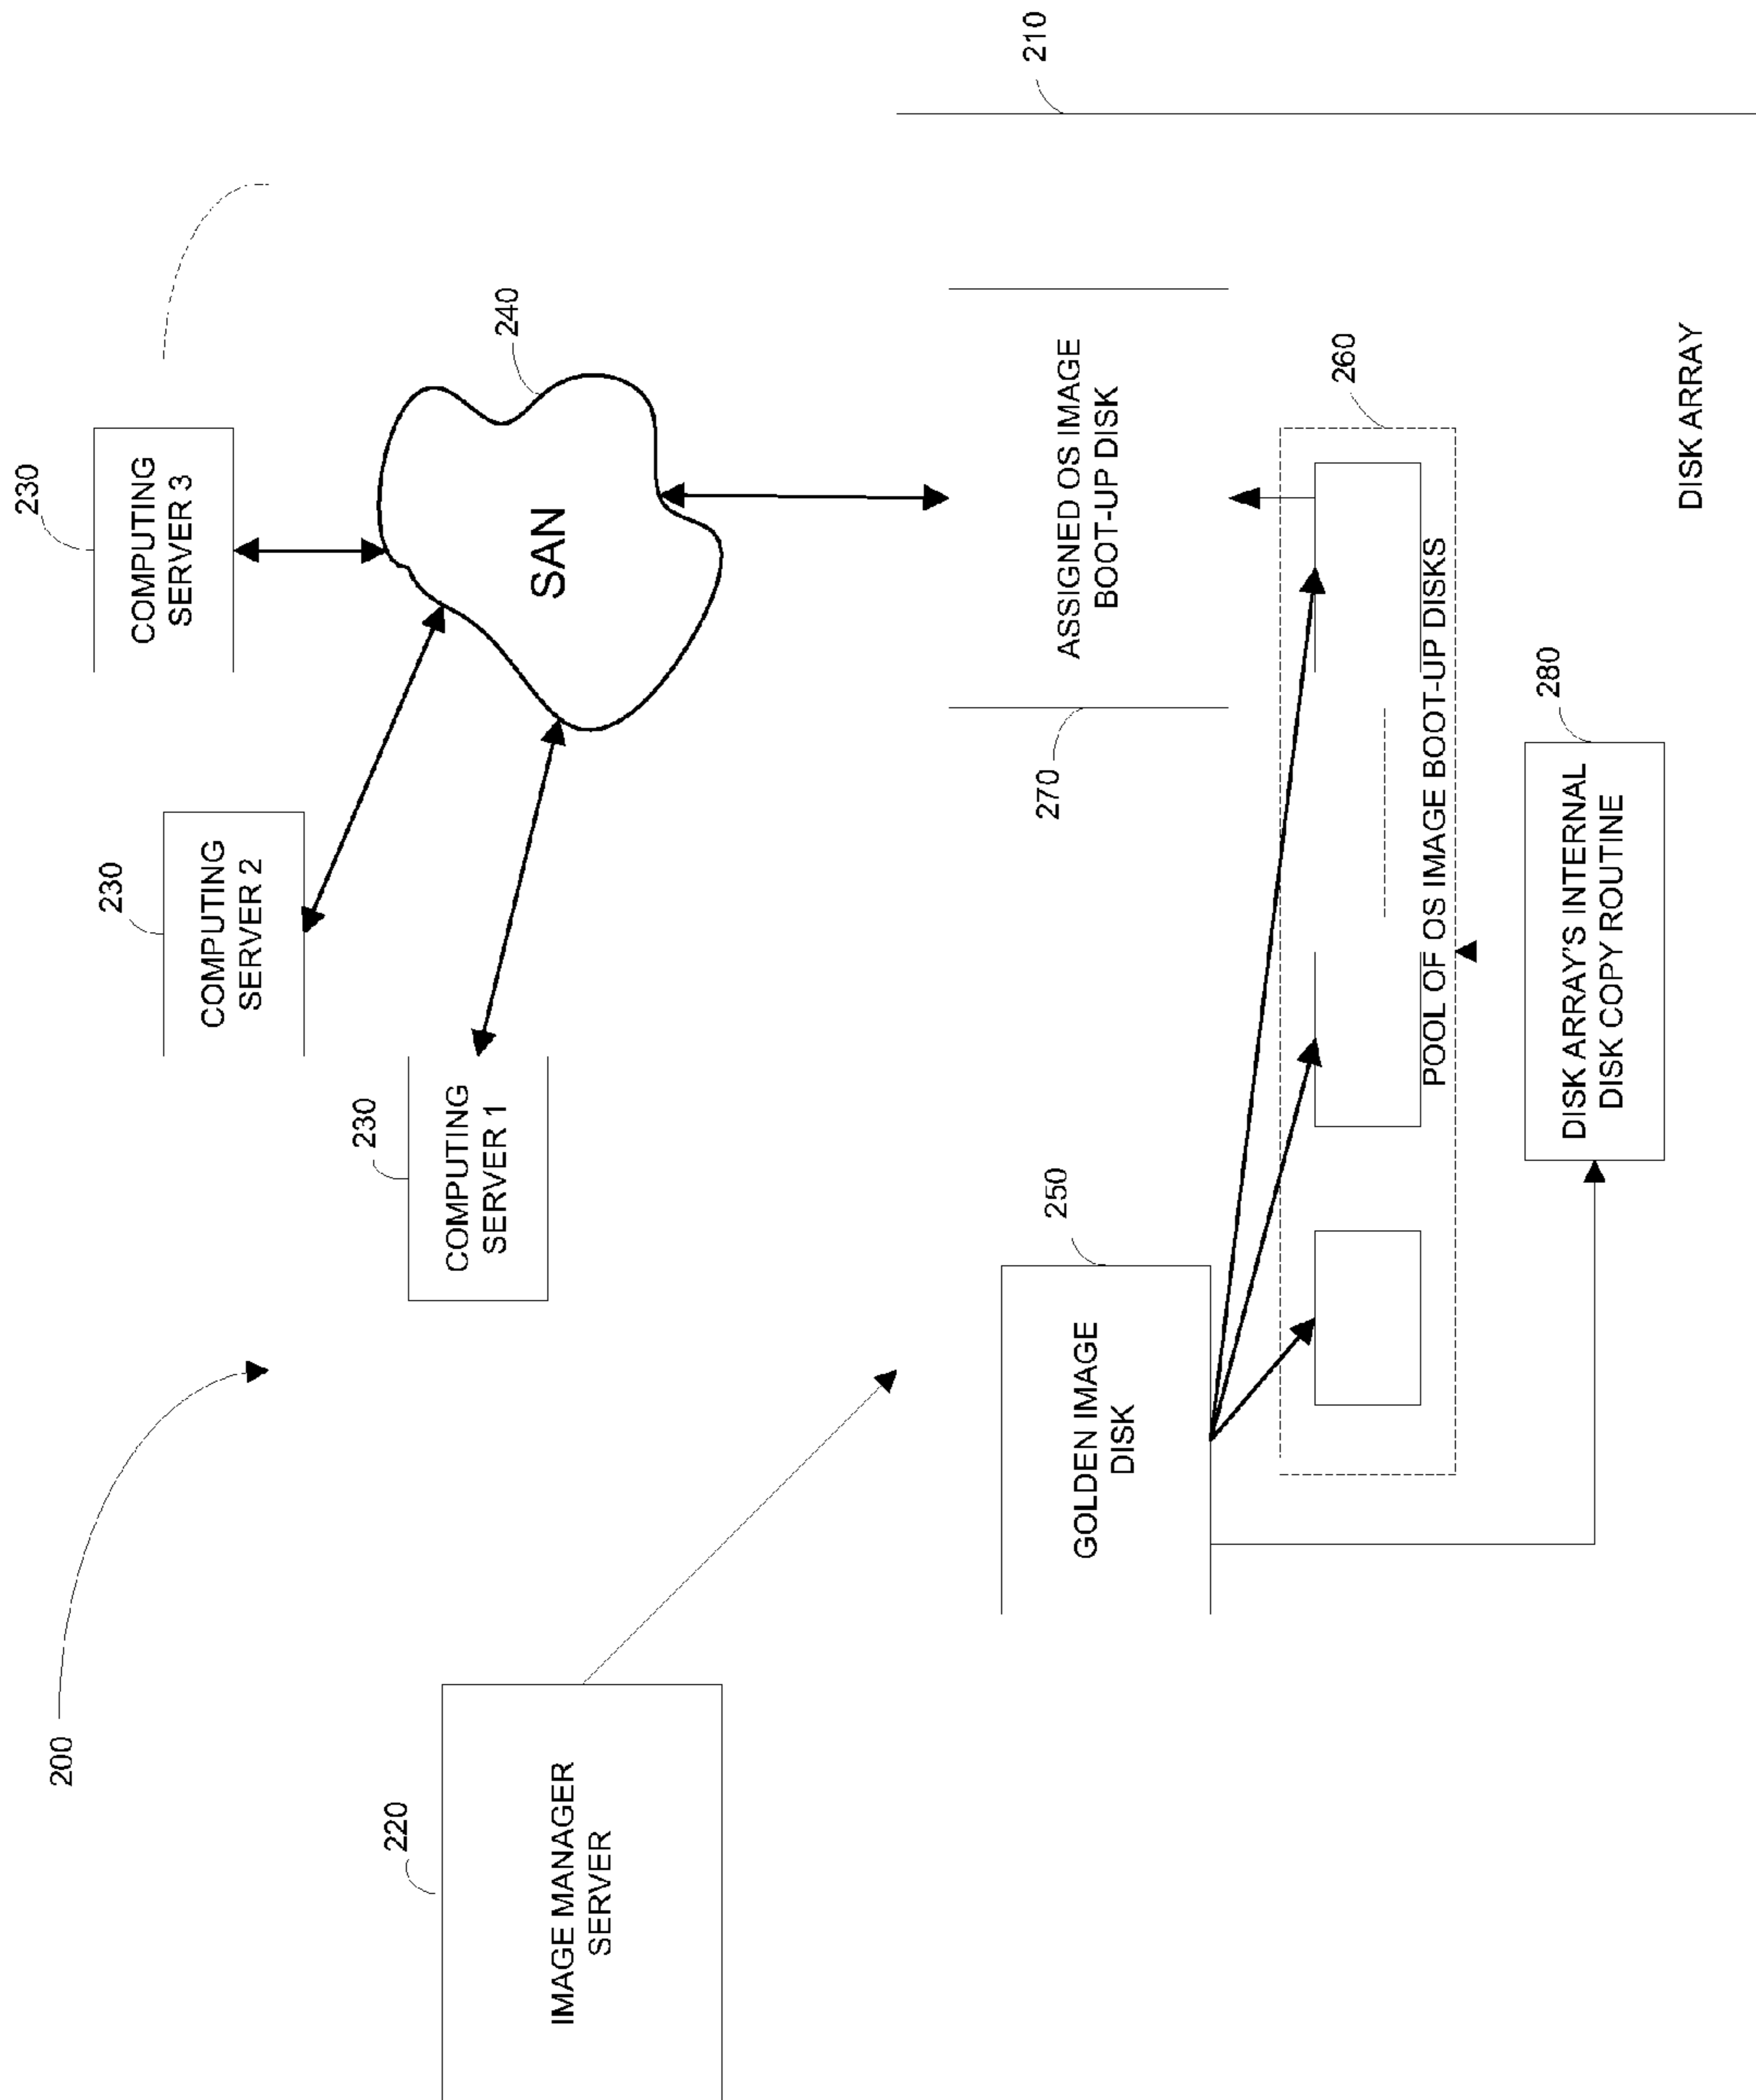 200
230
COMPUTING
SERVER 3
230
COMPUTING
SERVER 2
230
COMPUTING
SERVER 1
240
SAN
220
IMAGE MANAGER
SERVER
210
250
GOLDEN IMAGE
DISK
270
ASSIGNED OS IMAGE
BOOT-UP DISK
260
POOL OF OS IMAGE BOOT-UP DISKS
280
DISK ARRAY'S INTERNAL
DISK COPY ROUTINE
DISK ARRAY